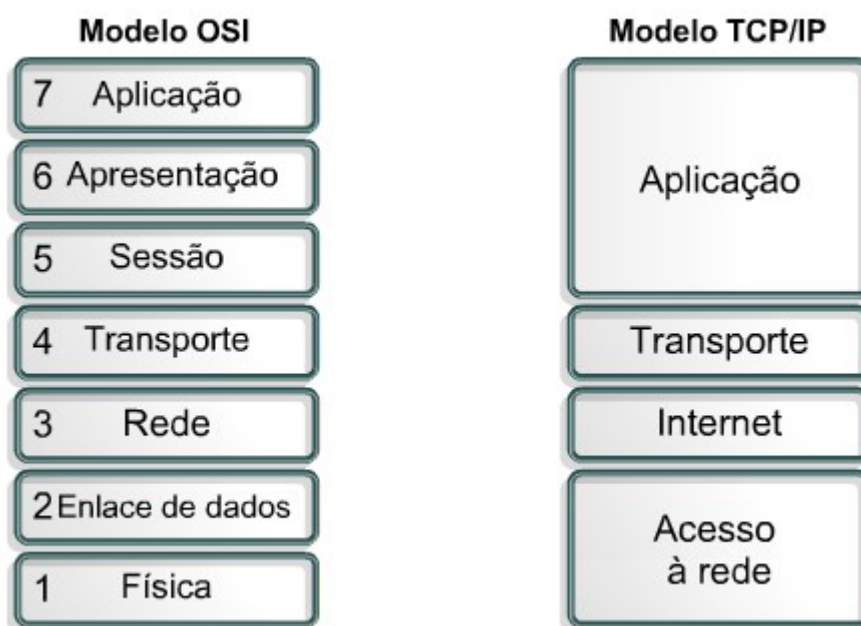 Modelo OSI
7 Aplicação
6 Apresentação
5 Sessão
4 Transporte
3 Rede
2 Enlace de dados
1 Física
Modelo TCP/IP
Aplicação
Transporte
Internet
Acesso
à rede